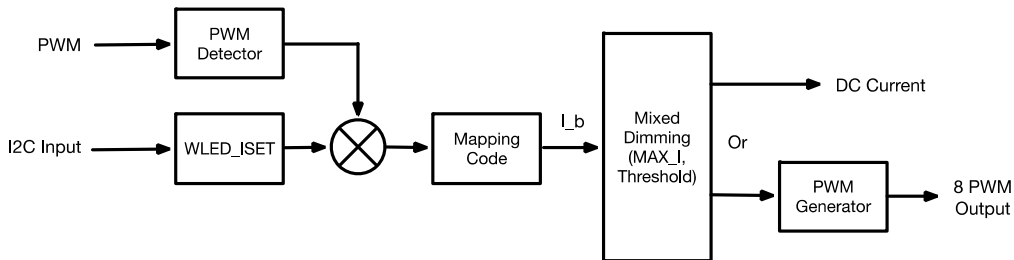 PWM
PWM
Detector
I2C Input
WLED_ISET
Mapping
Code
I_b
Mixed
Dimming
(MAX_I,
Threshold)
DC Current
Or
PWM
Generator
8 PWM
Output